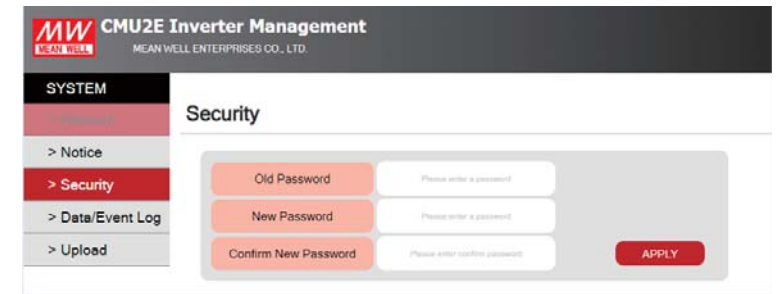 MW
MEAN WELL
CMU2E Inverter Management
MEAN WELL ENTERPRISES CO., LTD.
SYSTEM
Security
> Notice
> Security
> Data/Event Log
> Upload
Old Password
Please enter a password
New Password
Please enter a password
Confirm New Password
Please enter confirm password
APPLY